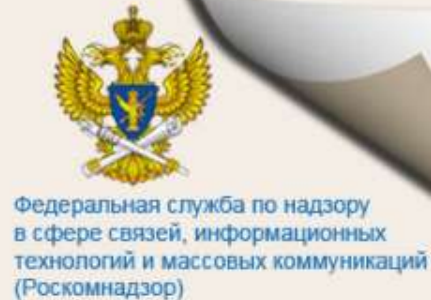 Федеральная служба по надзору
в сфере связей, информационных
технологий и массовых коммуникаций
(Роскомнадзор)